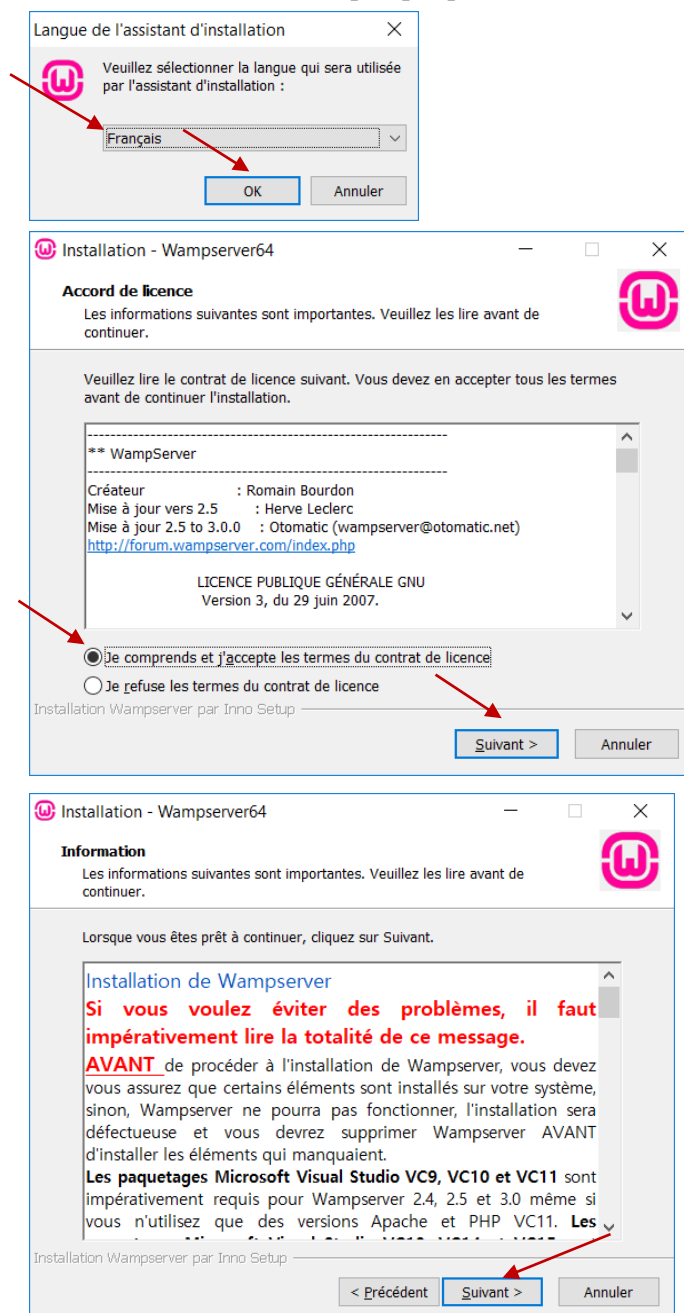 Langue de l'assistant d'installation
Veuillez sélectionner la langue qui sera utilisée
par l'assistant d'installation :
Français
OK Annuler
Installation - Wampserver64
Accord de licence
Les informations suivantes sont importantes. Veuillez les lire avant de
continuer.
Veuillez lire le contrat de licence suivant. Vous devez en accepter tous les termes
avant de continuer l'installation.
------------------------------------------------------------------
** WampServer
------------------------------------------------------------------
Créateur : Romain Bourdon
Mise à jour vers 2.5 : Herve Leclerc
Mise à jour 2.5 to 3.0.0 : Otomatic (wampserver@otomatic.net)
http://forum.wampserver.com/index.php
LICENCE PUBLIQUE GÉNÉRALE GNU
Version 3, du 29 juin 2007.
Je comprends et j'accepte les termes du contrat de licence
Je refuse les termes du contrat de licence
Installation Wampserver par Inno Setup
Suivant > Annuler
Installation - Wampserver64
Information
Les informations suivantes sont importantes. Veuillez les lire avant de
continuer.
Lorsque vous êtes prêt à continuer, cliquez sur Suivant.
Installation de Wampserver
Si vous voulez éviter des problèmes, il faut
impérativement lire la totalité de ce message.
AVANT de procéder à l'installation de Wampserver, vous devez
vous assurez que certains éléments sont installés sur votre système,
sinon, Wampserver ne pourra pas fonctionner, l'installation sera
défectueuse et vous devrez supprimer Wampserver AVANT
d'installer les éléments qui manquaient.
Les paquetages Microsoft Visual Studio VC9, VC10 et VC11 sont
impérativement requis pour Wampserver 2.4, 2.5 et 3.0 même si
vous n'utilisez que des versions Apache et PHP VC11. Les
Installation Wampserver par Inno Setup
< Précédent Suivant > Annuler